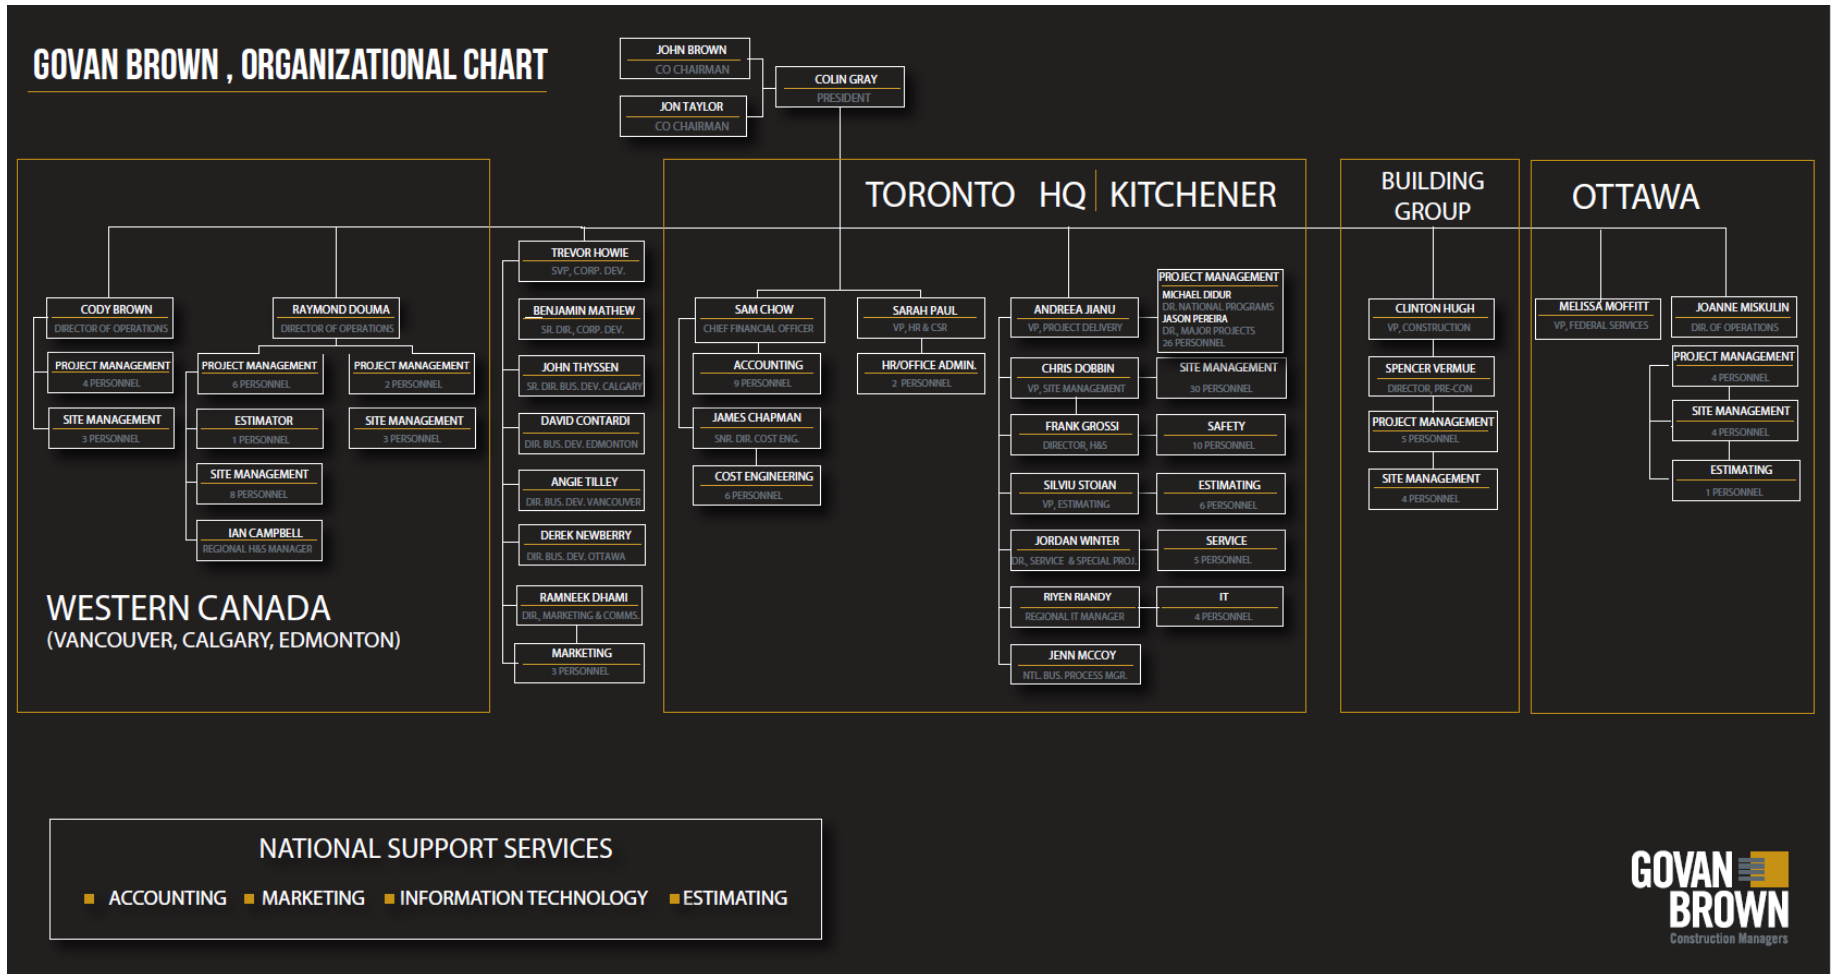 GOVAN BROWN , ORGANIZATIONAL CHART
JOHN BROWN
CO CHAIRMAN
JON TAYLOR
CO CHAIRMAN
COLIN GRAY
PRESIDENT
CODY BROWN
DIRECTOR OF OPERATIONS
PROJECT MANAGEMENT
4 PERSONNEL
SITE MANAGEMENT
3 PERSONNEL
RAYMOND DOUMA
DIRECTOR OF OPERATIONS
PROJECT MANAGEMENT
6 PERSONNEL
ESTIMATOR
1 PERSONNEL
SITE MANAGEMENT
8 PERSONNEL
IAN CAMPBELL
REGIONAL H&S MANAGER
PROJECT MANAGEMENT
2 PERSONNEL
SITE MANAGEMENT
3 PERSONNEL
WESTERN CANADA
(VANCOUVER, CALGARY, EDMONTON)
TREVOR HOWIE
SVP, CORP. DEV.
BENJAMIN MATHEW
SR. DIR., CORP. DEV.
JOHN THYSSEN
SR. DIR. BUS. DEV. CALGARY
DAVID CONTARDI
DIR. BUS. DEV. EDMONTON
ANGIE TILLEY
DIR. BUS. DEV. VANCOUVER
DEREK NEWBERRY
DIR. BUS. DEV. OTTAWA
RAMNEEK DHAMI
DIR., MARKETING & COMMS.
MARKETING
3 PERSONNEL
TORONTO HQ | KITCHENER
SAM CHOW
CHIEF FINANCIAL OFFICER
ACCOUNTING
9 PERSONNEL
JAMES CHAPMAN
SNR. DIR. COST ENG.
COST ENGINEERING
6 PERSONNEL
SARAH PAUL
VP, HR & CSR
HR/OFFICE ADMIN.
2 PERSONNEL
ANDREEA JIANU
VP, PROJECT DELIVERY
PROJECT MANAGEMENT
MICHAEL DIDUR
DR. NATIONAL PROGRAMS
JASON PEREIRA
DR., MAJOR PROJECTS
26 PERSONNEL
CHRIS DOBBIN
VP, SITE MANAGEMENT
SITE MANAGEMENT
30 PERSONNEL
FRANK GROSSI
DIRECTOR, H&S
SAFETY
10 PERSONNEL
SILVIU STOIAN
VP, ESTIMATING
ESTIMATING
6 PERSONNEL
JORDAN WINTER
DR., SERVICE & SPECIAL PROJ.
SERVICE
5 PERSONNEL
RIYEN RIANDY
REGIONAL IT MANAGER
IT
4 PERSONNEL
JENN MCCOY
NTL. BUS. PROCESS MGR.
BUILDING
GROUP
CLINTON HUGH
VP, CONSTRUCTION
SPENCER VERMUE
DIRECTOR, PRE-CON
PROJECT MANAGEMENT
5 PERSONNEL
SITE MANAGEMENT
4 PERSONNEL
OTTAWA
MELISSA MOFFITT
VP, FEDERAL SERVICES
JOANNE MISKULIN
DIR. OF OPERATIONS
PROJECT MANAGEMENT
4 PERSONNEL
SITE MANAGEMENT
4 PERSONNEL
ESTIMATING
1 PERSONNEL
NATIONAL SUPPORT SERVICES
ACCOUNTING MARKETING INFORMATION TECHNOLOGY ESTIMATING
GOVAN
BROWN
Construction Managers